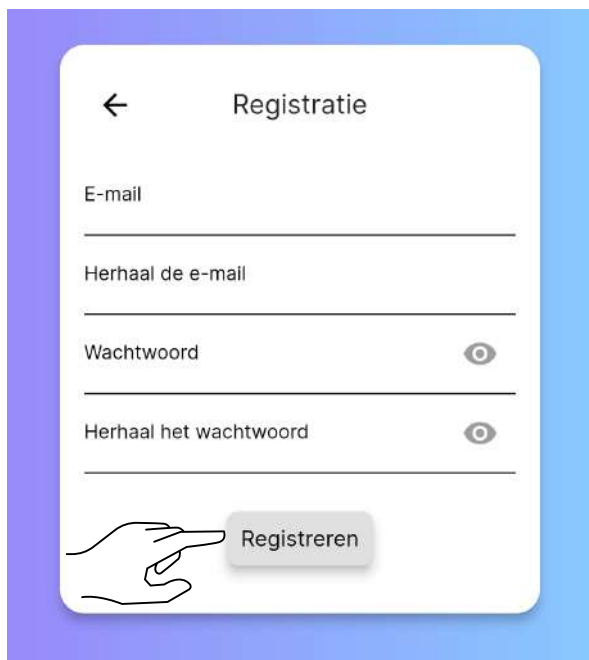 Registratie
E-mail
Herhaal de e-mail
Wachtwoord
Herhaal het wachtwoord
Registreren